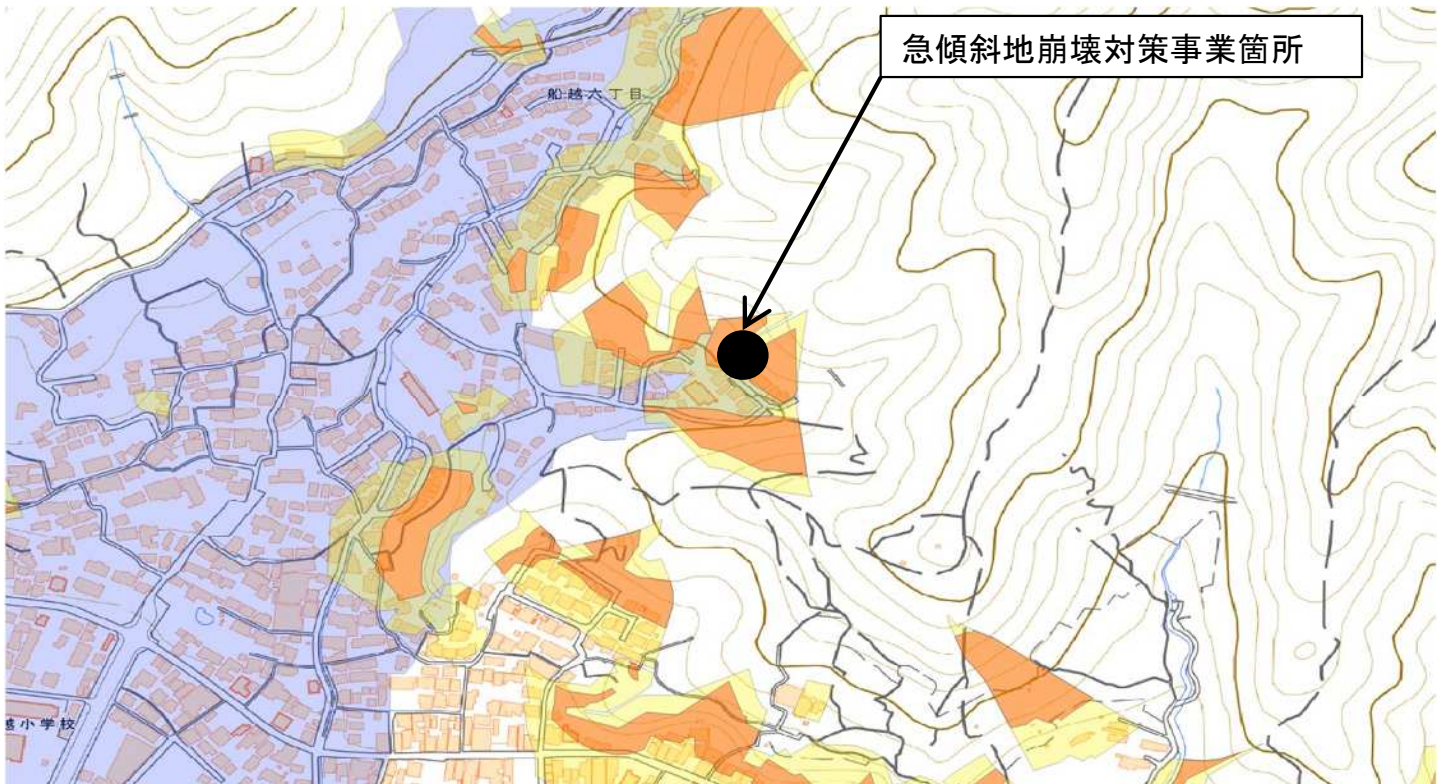 急傾斜地崩壊対策事業箇所
船越六丁目
越小学校